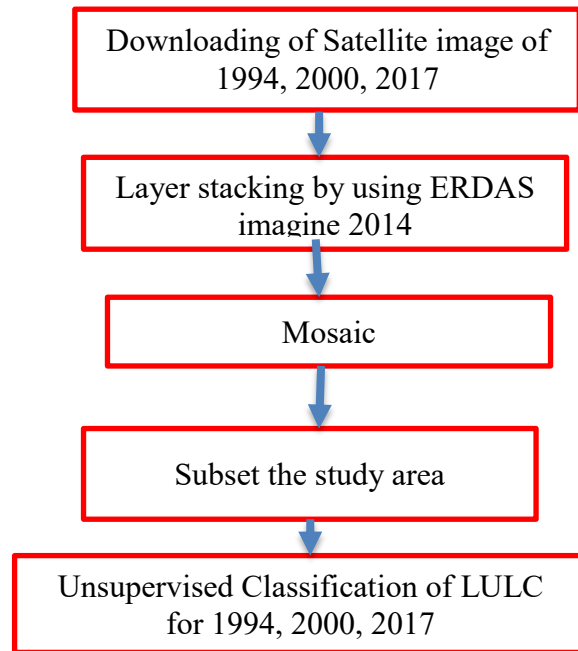 Downloading of Satellite image of
1994, 2000, 2017
Layer stacking by using ERDAS
imagine 2014
Mosaic
Subset the study area
Unsupervised Classification of LULC
for 1994, 2000, 2017